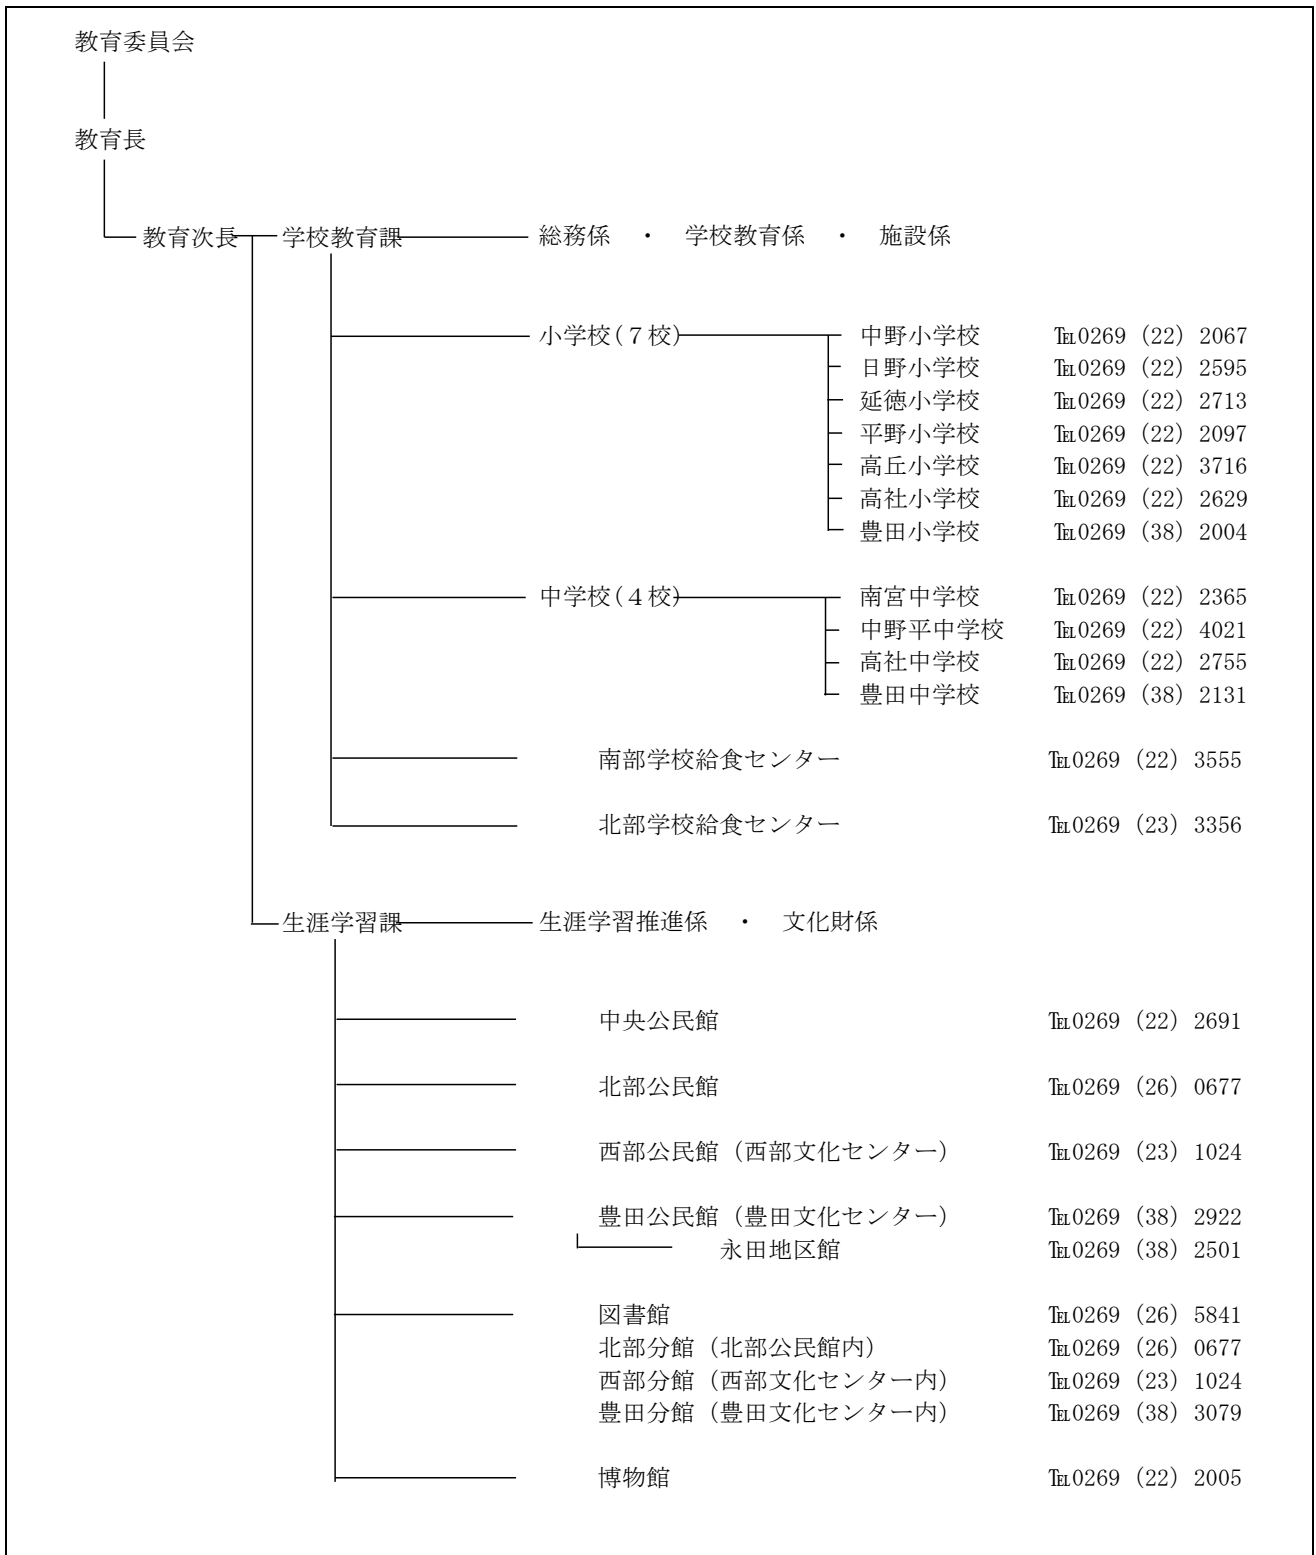 教育委員会
教育長
教育次長 学校教育課 総務係 ・ 学校教育係 ・ 施設係
小学校(7校) 中野小学校 ℡0269 (22) 2067
日野小学校 ℡0269 (22) 2595
延徳小学校 ℡0269 (22) 2713
平野小学校 ℡0269 (22) 2097
高丘小学校 ℡0269 (22) 3716
高社小学校 ℡0269 (22) 2629
豊田小学校 ℡0269 (38) 2004
中学校(4校) 南宮中学校 ℡0269 (22) 2365
中野平中学校 ℡0269 (22) 4021
高社中学校 ℡0269 (22) 2755
豊田中学校 ℡0269 (38) 2131
南部学校給食センター ℡0269 (22) 3555
北部学校給食センター ℡0269 (23) 3356
生涯学習課 生涯学習推進係 ・ 文化財係
中央公民館 ℡0269 (22) 2691
北部公民館 ℡0269 (26) 0677
西部公民館 (西部文化センター) ℡0269 (23) 1024
豊田公民館 (豊田文化センター) ℡0269 (38) 2922
永田地区館 ℡0269 (38) 2501
図書館 ℡0269 (26) 5841
北部分館 (北部公民館内) ℡0269 (26) 0677
西部分館 (西部文化センター内) ℡0269 (23) 1024
豊田分館 (豊田文化センター内) ℡0269 (38) 3079
博物館 ℡0269 (22) 2005